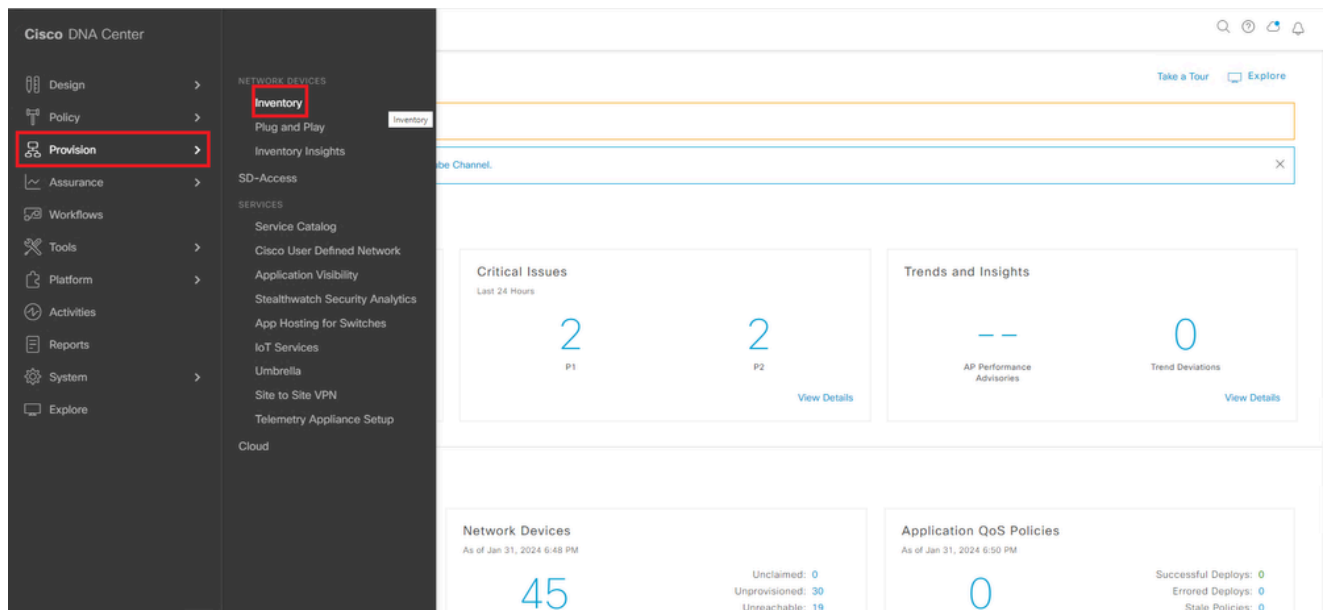 Cisco DNA Center
Design
Policy
Provision
Assurance
Workflows
Tools
Platform
Activities
Reports
System
Explore
NETWORK DEVICES
Inventory
Inventory
Plug and Play
Inventory Insights
SD-Access
SERVICES
Service Catalog
Cisco User Defined Network
Application Visibility
Stealthwatch Security Analytics
App Hosting for Switches
IoT Services
Umbrella
Site to Site VPN
Telemetry Appliance Setup
Cloud
Take a Tour
Explore
Channel.
Critical Issues
Last 24 Hours
2
P1
2
P2
View Details
Trends and Insights
--
AP Performance
Advisories
0
Trend Deviations
View Details
Network Devices
As of Jan 31, 2024 6:48 PM
45
Unclaimed: 0
Unprovisioned: 30
Unreachable: 19
Application QoS Policies
As of Jan 31, 2024 6:50 PM
0
Successful Deploys: 0
Errored Deploys: 0
Stale Policies: 0